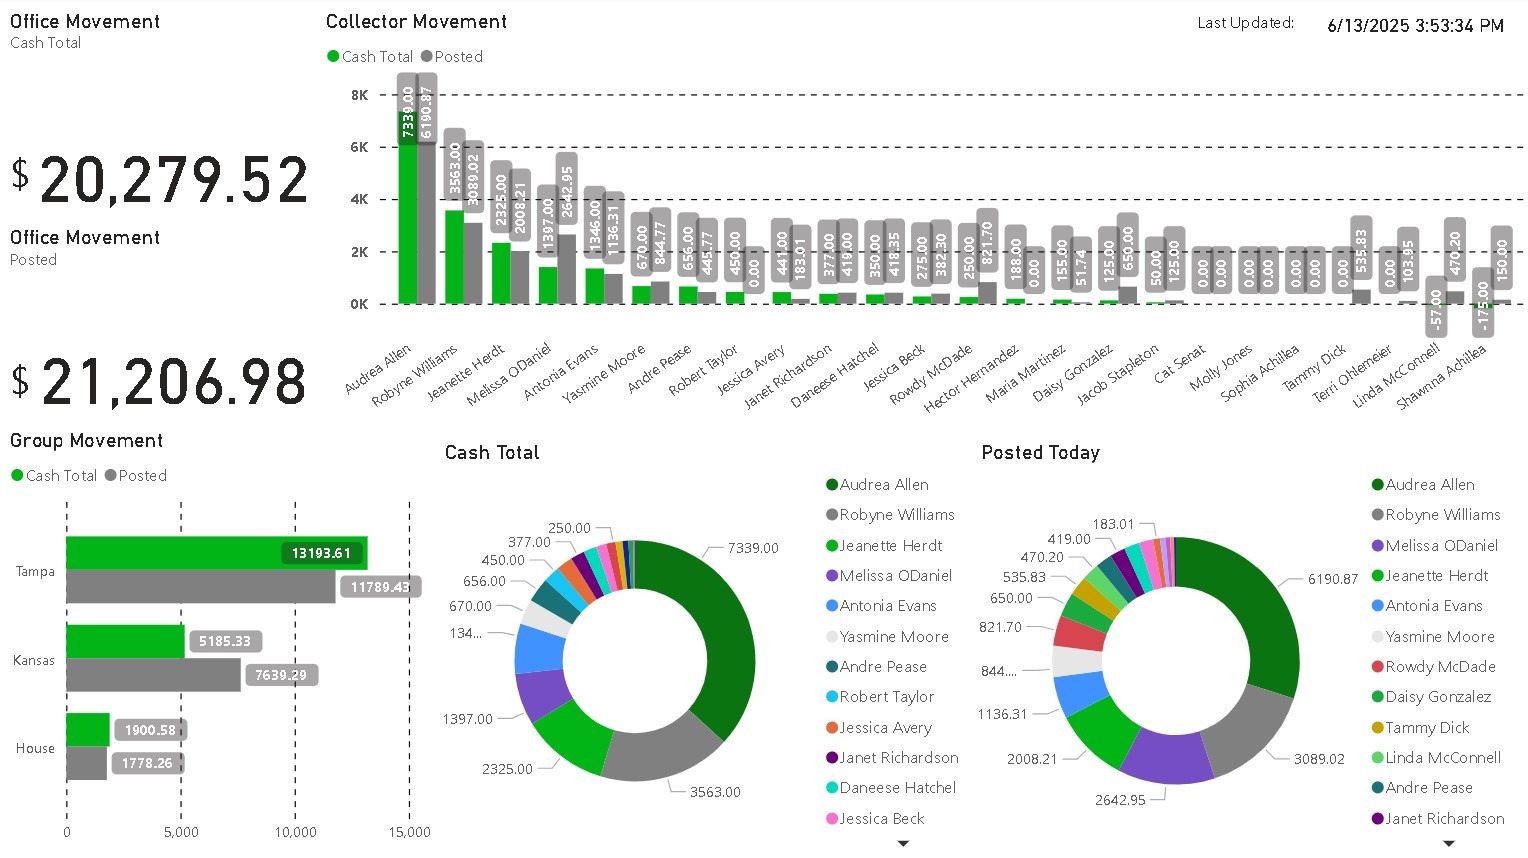 Office Movement
Cash Total
$ 20,279.52
Office Movement
Posted
$ 21,206.98
Collector Movement
Last Updated: 6/13/2025 3:53:34 PM
Cash Total Posted
8K
6K
4K
2K
0K
7339.00 6190.87 3563.00 3089.02 2325.00 2008.21 1397.00 2642.95 1346.00 1136.31 670.00 844.77 656.00 445.77 450.00 0.00 441.00 183.01 377.00 419.00 350.00 418.35 275.00 382.30 250.00 821.70 188.00 0.00 155.00 51.74 125.00 650.00 50.00 125.00 0.00 0.00 0.00 0.00 0.00 0.00 0.00 535.83 0.00 103.95 -57.00 470.20 -175.00 150.00
Audrea Allen
Robyne Williams
Jeanette Herdt
Melissa ODaniel
Antonia Evans
Yasmine Moore
Andre Pease
Robert Taylor
Jessica Avery
Janet Richardson
Daneese Hatchel
Jessica Beck
Rowdy McDade
Hector Hernandez
Maria Martinez
Daisy Gonzalez
Jacob Stapleton
Cat Senat
Molly Jones
Sophia Achillea
Tammy Dick
Terri Ohlemeier
Linda McConnell
Shawnna Achillea
Group Movement
Cash Total Posted
Tampa
13193.61
11789.43
Kansas
5185.33
7639.29
House
1900.58
1778.26
0 5,000 10,000 15,000
Cash Total
7339.00
3563.00
2325.00
1397.00
134...
670.00
656.00
450.00
377.00
250.00
Audrea Allen
Robyne Williams
Jeanette Herdt
Melissa ODaniel
Antonia Evans
Yasmine Moore
Andre Pease
Robert Taylor
Jessica Avery
Janet Richardson
Daneese Hatchel
Jessica Beck
Posted Today
6190.87
3089.02
2642.95
2008.21
1136.31
844....
821.70
650.00
535.83
470.20
419.00
183.01
Audrea Allen
Robyne Williams
Melissa ODaniel
Jeanette Herdt
Antonia Evans
Yasmine Moore
Rowdy McDade
Daisy Gonzalez
Tammy Dick
Linda McConnell
Andre Pease
Janet Richardson